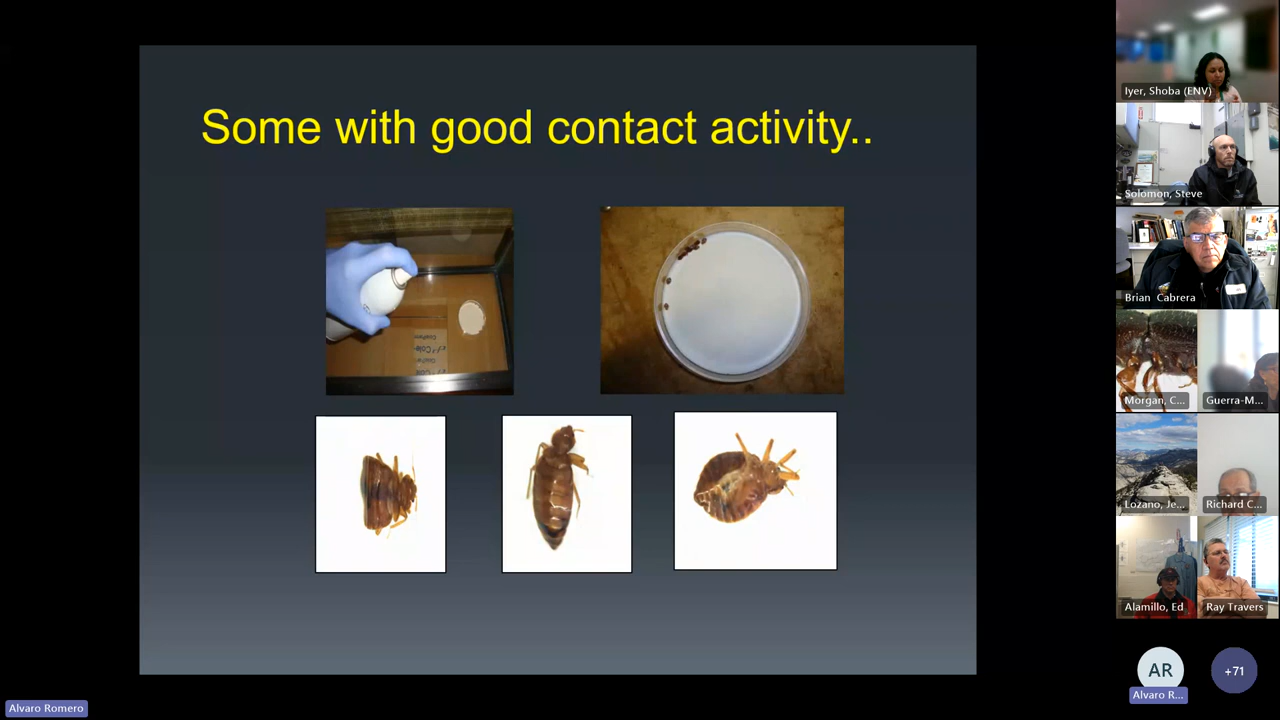 Some with good contact activity..
Iyer, Shoba (ENV)
Solomon, Steve
Brian Cabrera
Morgan, C...
Guerra-M...
Lozano, Je...
Richard C...
Alamillo, Ed
Ray Travers
AR
+71
Alvaro R...
Alvaro Romero